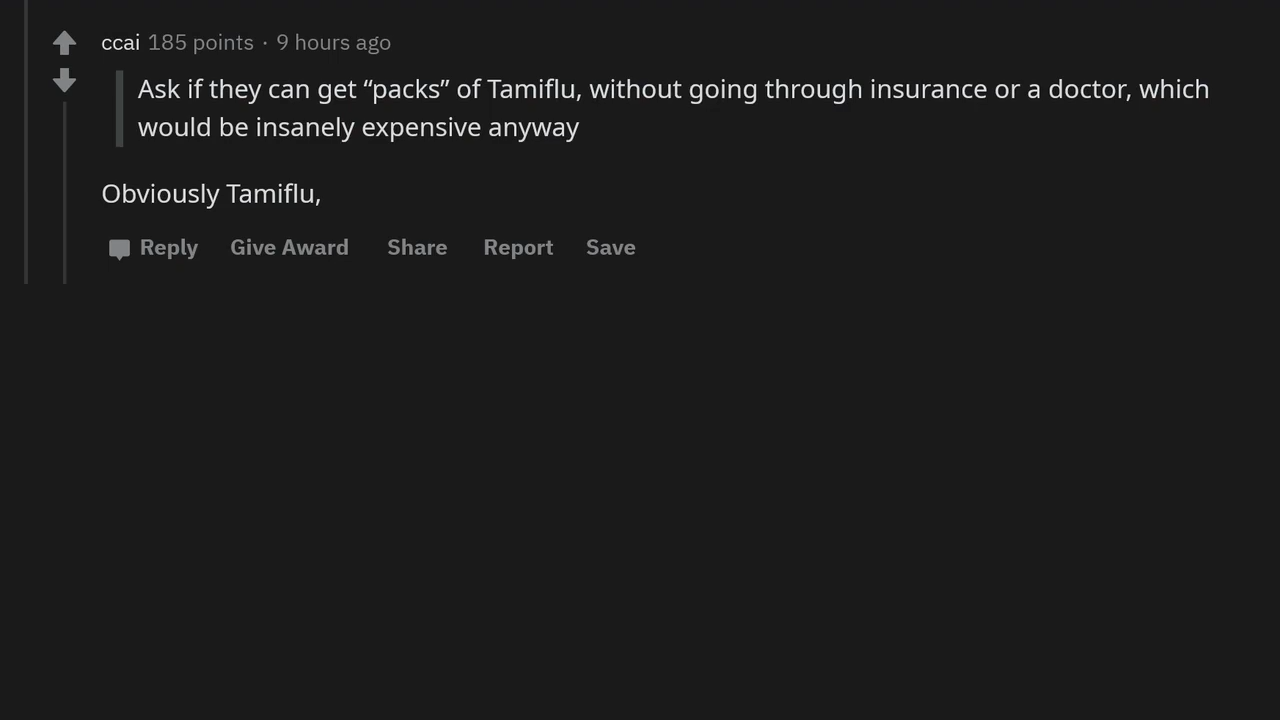 ccai 185 points · 9 hours ago
Ask if they can get “packs” of Tamiflu, without going through insurance or a doctor, which
would be insanely expensive anyway
Obviously Tamiflu,
Reply Give Award Share Report Save